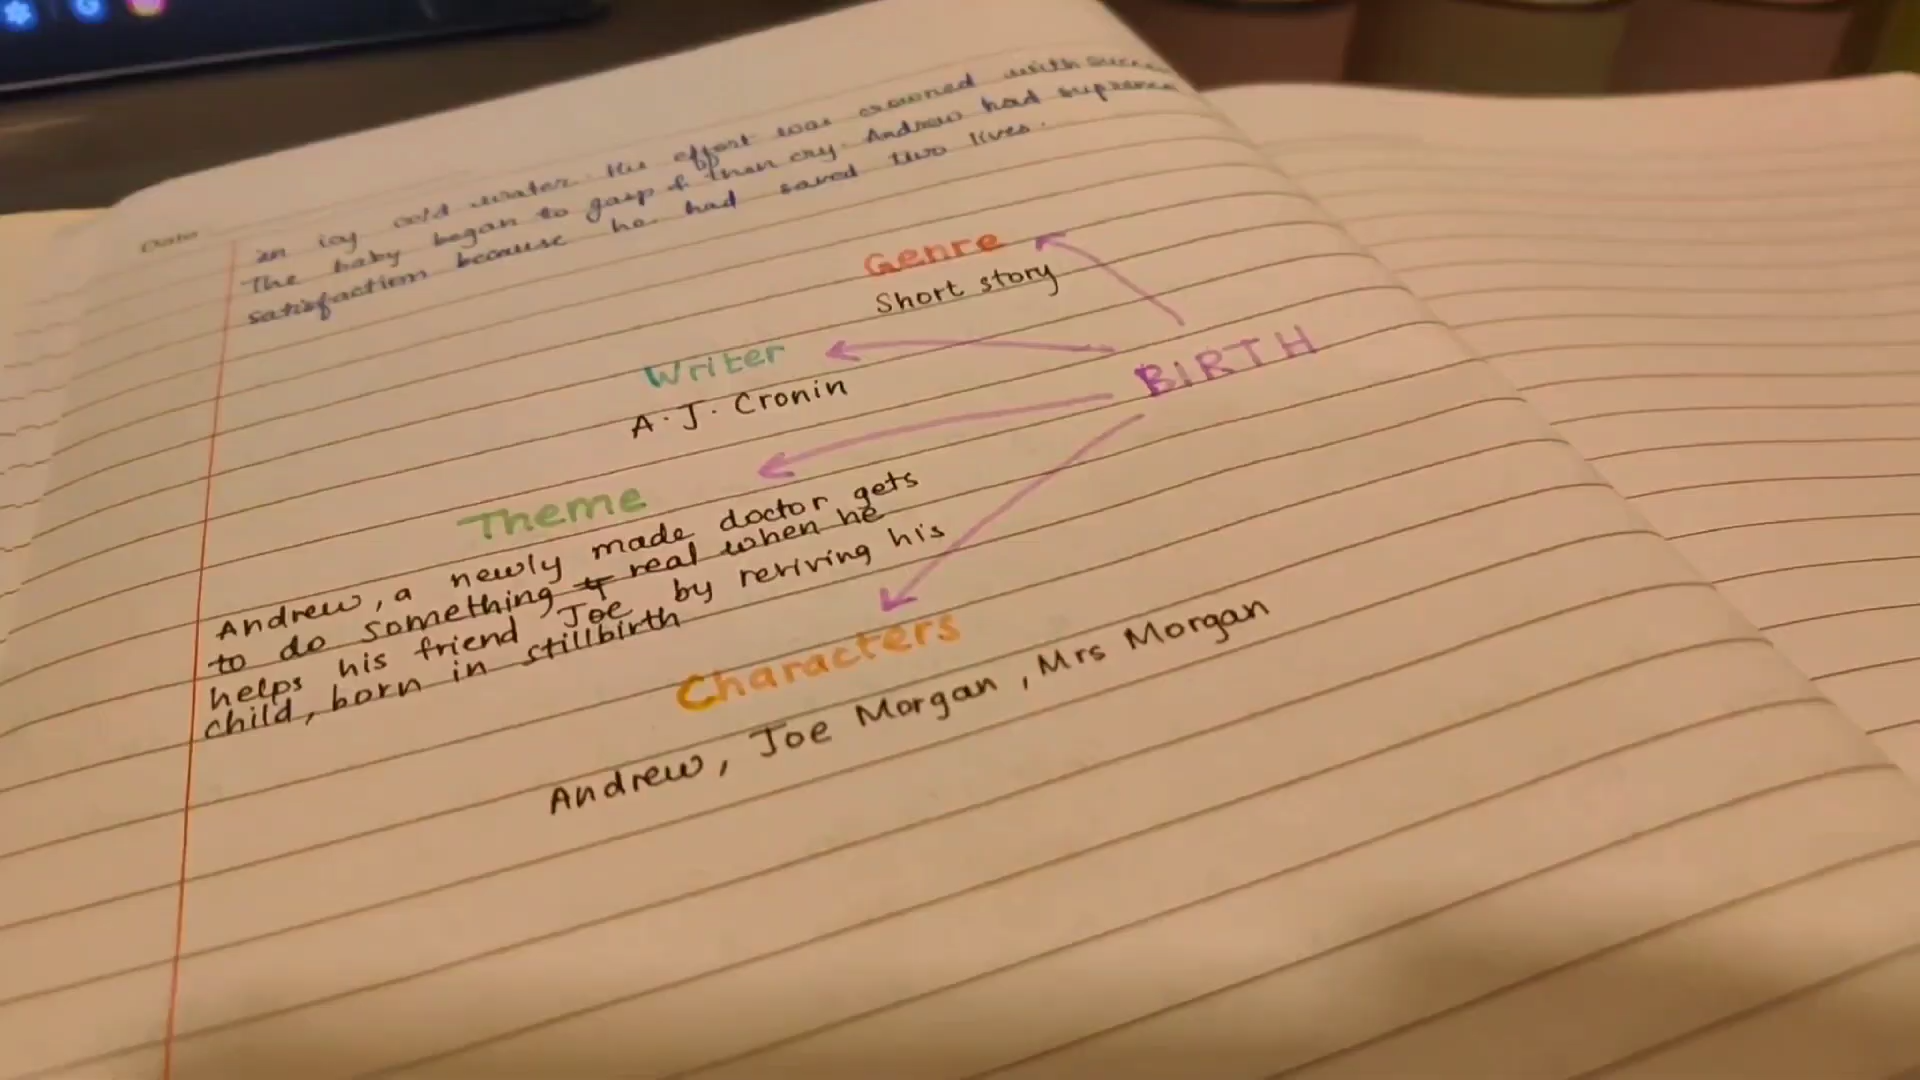 Date
in icy cold water. His effort was crowned with
The baby began to gasp & then cry. Andrew had supreme
satisfaction because he had saved two lives.
Genre
Short story
BIRTH
Writer
A. J. Cronin
Theme
Andrew, a newly made doctor gets
to do something real when he
helps his friend Joe by reviving his
child, born in stillbirth
Characters
Andrew, Joe Morgan, Mrs Morgan